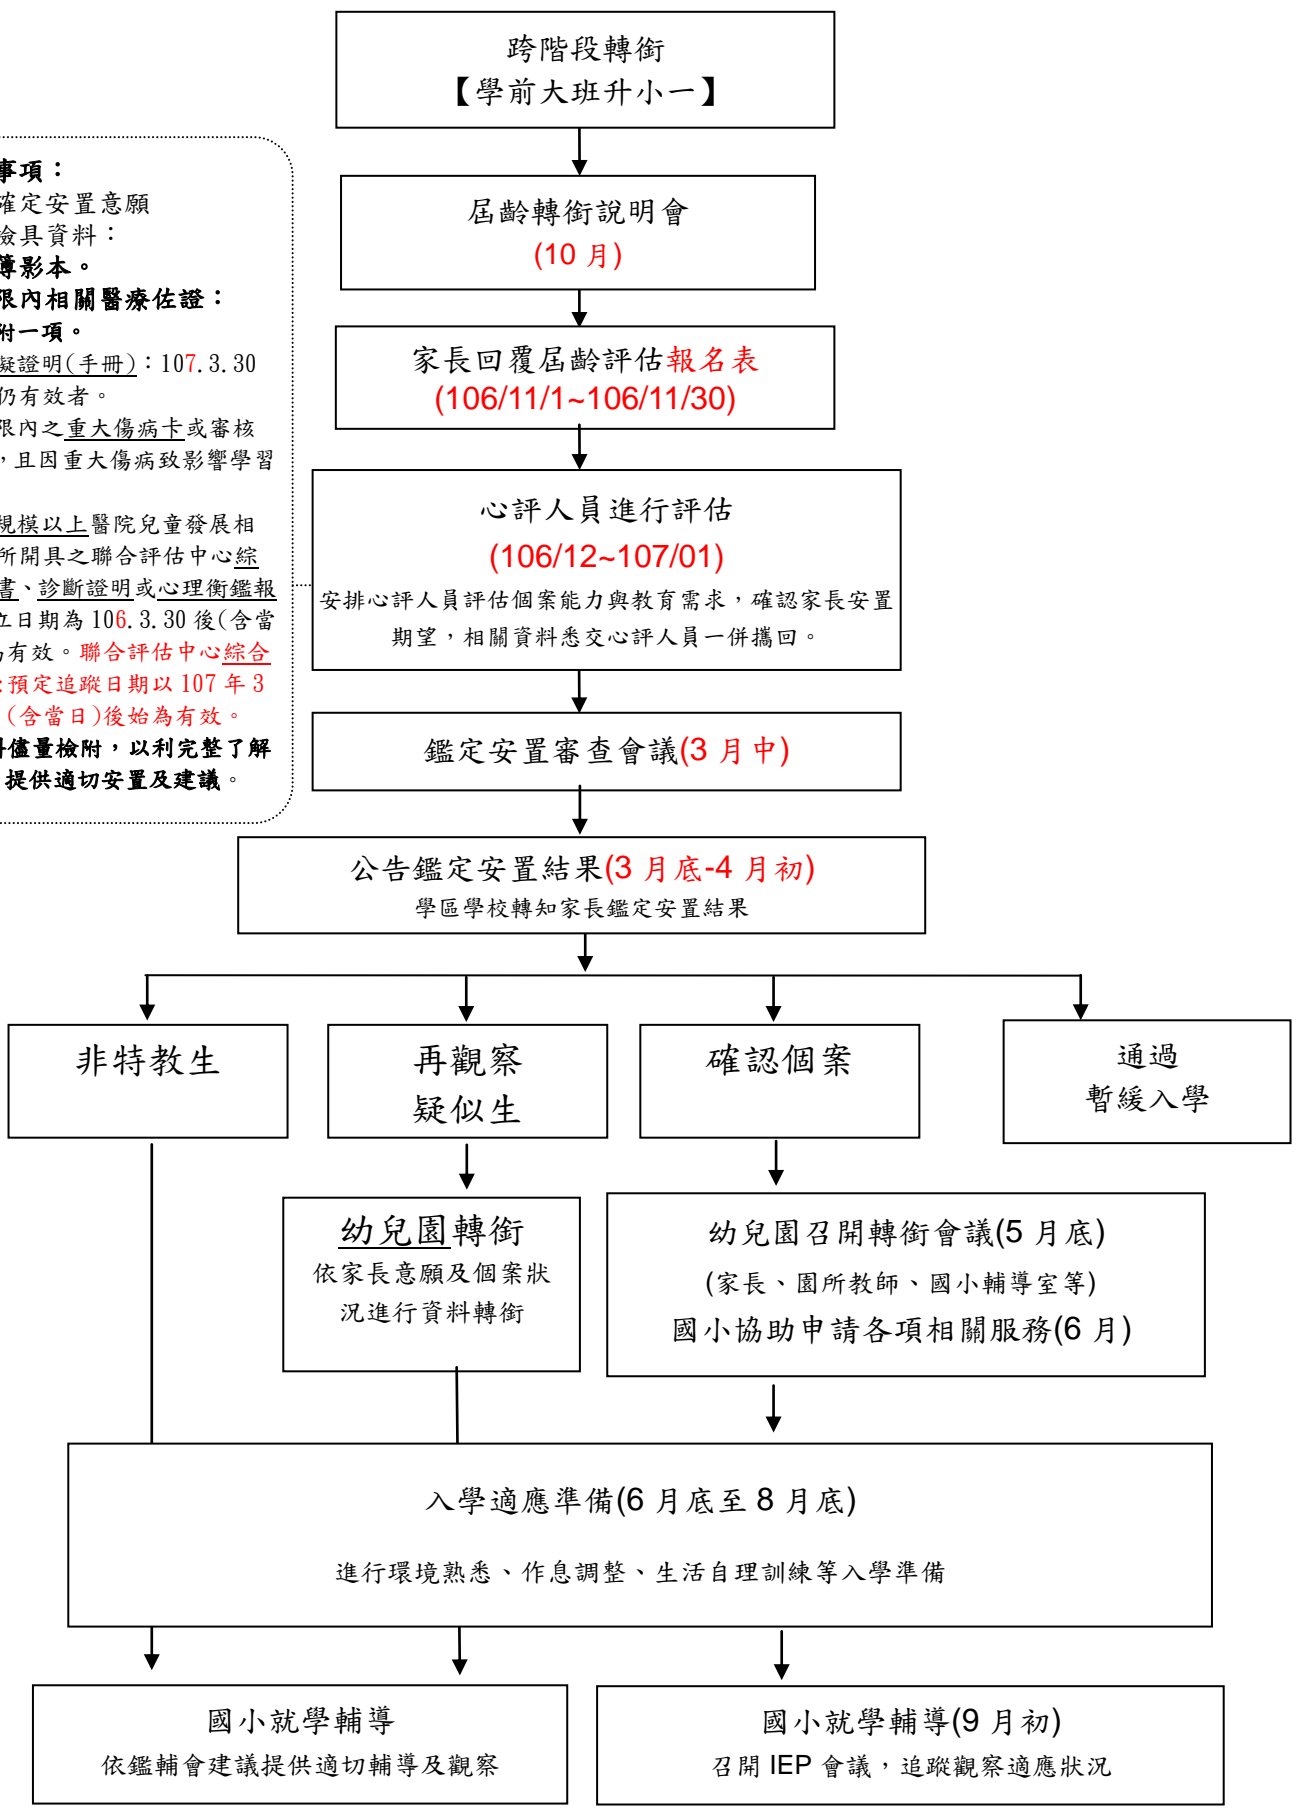 跨階段轉銜
【學前大班升小一】
屆齡轉銜說明會
(10 月)
家長回覆屆齡評估報名表
(106/11/1~106/11/30)
事項：
確定安置意願
檢具資料：
簿影本。
限內相關醫療佐證：
附一項。
礙證明(手冊)：107.3.30
仍有效者。
限內之重大傷病卡或審核
，且因重大傷病致影響學習
規模以上醫院兒童發展相
所開具之聯合評估中心綜
書、診斷證明或心理衡鑑報
立日期為 106.3.30 後(含當
為有效。聯合評估中心綜合
:預定追蹤日期以 107 年 3
(含當日)後始為有效。
料儘量檢附，以利完整了解
提供適切安置及建議。
心評人員進行評估
(106/12~107/01)
安排心評人員評估個案能力與教育需求，確認家長安置
期望，相關資料悉交心評人員一併攜回。
鑑定安置審查會議(3 月中)
公告鑑定安置結果(3 月底-4 月初)
學區學校轉知家長鑑定安置結果
非特教生
再觀察
疑似生
確認個案
通過
暫緩入學
幼兒園轉銜
依家長意願及個案狀
況進行資料轉銜
幼兒園召開轉銜會議(5 月底)
(家長、園所教師、國小輔導室等)
國小協助申請各項相關服務(6 月)
入學適應準備(6 月底至 8 月底)
進行環境熟悉、作息調整、生活自理訓練等入學準備
國小就學輔導
依鑑輔會建議提供適切輔導及觀察
國小就學輔導(9 月初)
召開 IEP 會議，追蹤觀察適應狀況